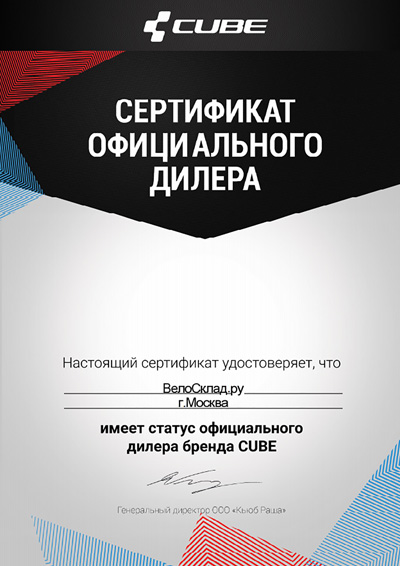 CUBE
СЕРТИФИКАТ
ОФИЦИАЛЬНОГО
ДИЛЕРА
Настоящий сертификат удостоверяет, что
ВелоСклад.ру
г.Москва
имеет статус официального
дилера бренда CUBE
Генеральный директор ООО «Кьюб Раша»